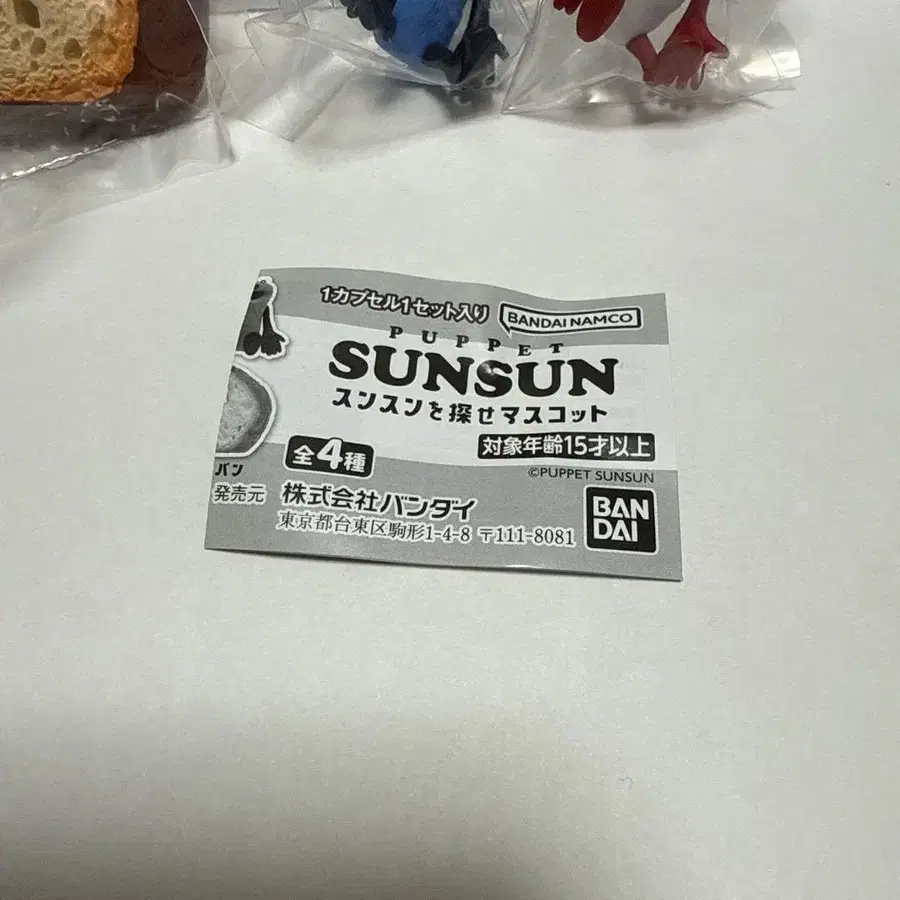 1カプセル1セット入り
BANDAI NAMCO
PUPPET
SUNSUN
スンスンを探せマスコット
対象年齢15才以上
全4種
©PUPPET SUNSUN
パン
発売元 株式会社バンダイ
東京都台東区駒形1-4-8 〒111-8081
BAN
DAI